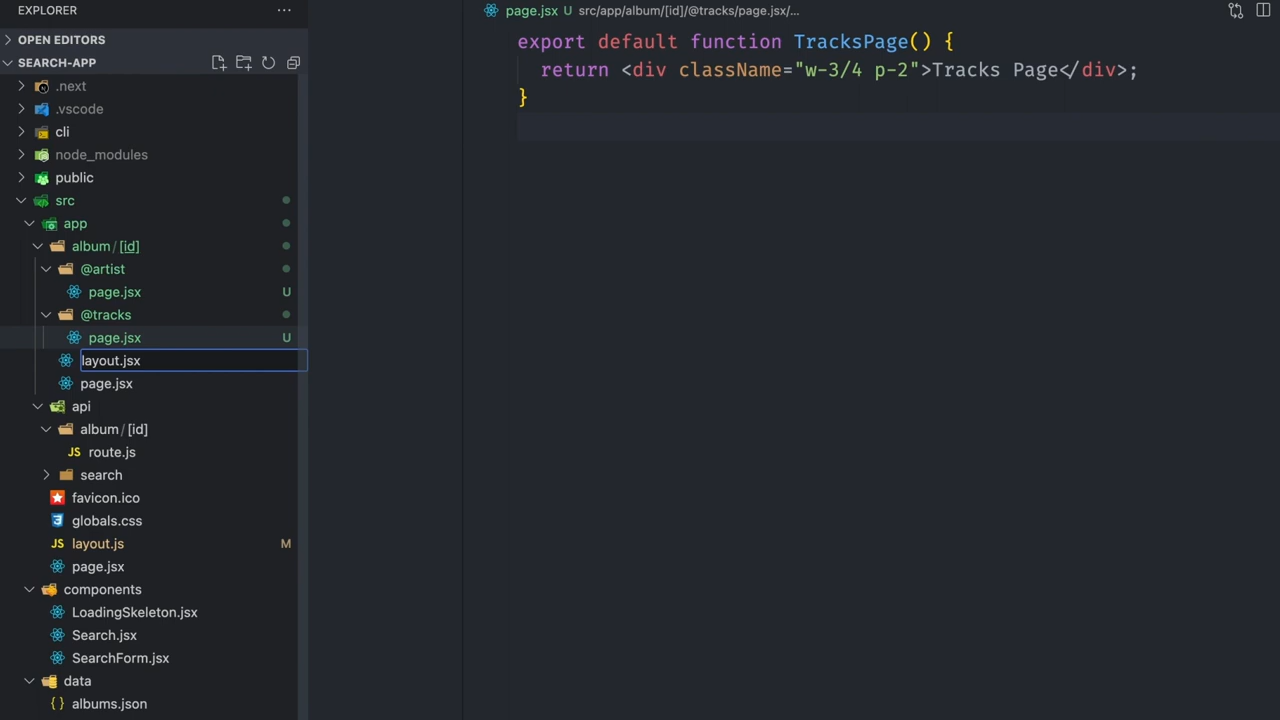 EXPLORER
OPEN EDITORS
SEARCH-APP
.next
.vscode
cli
node_modules
public
src
app
album / [id]
@artist
page.jsx U
@tracks
page.jsx U
layout.jsx
page.jsx
api
album / [id]
JS route.js
search
favicon.ico
globals.css
JS layout.js M
page.jsx
components
LoadingSkeleton.jsx
Search.jsx
SearchForm.jsx
data
{ } albums.json
page.jsx U src/app/album/[id]/@tracks/page.jsx/...
export default function TracksPage() {
return <div className="w-3/4 p-2">Tracks Page</div>;
}